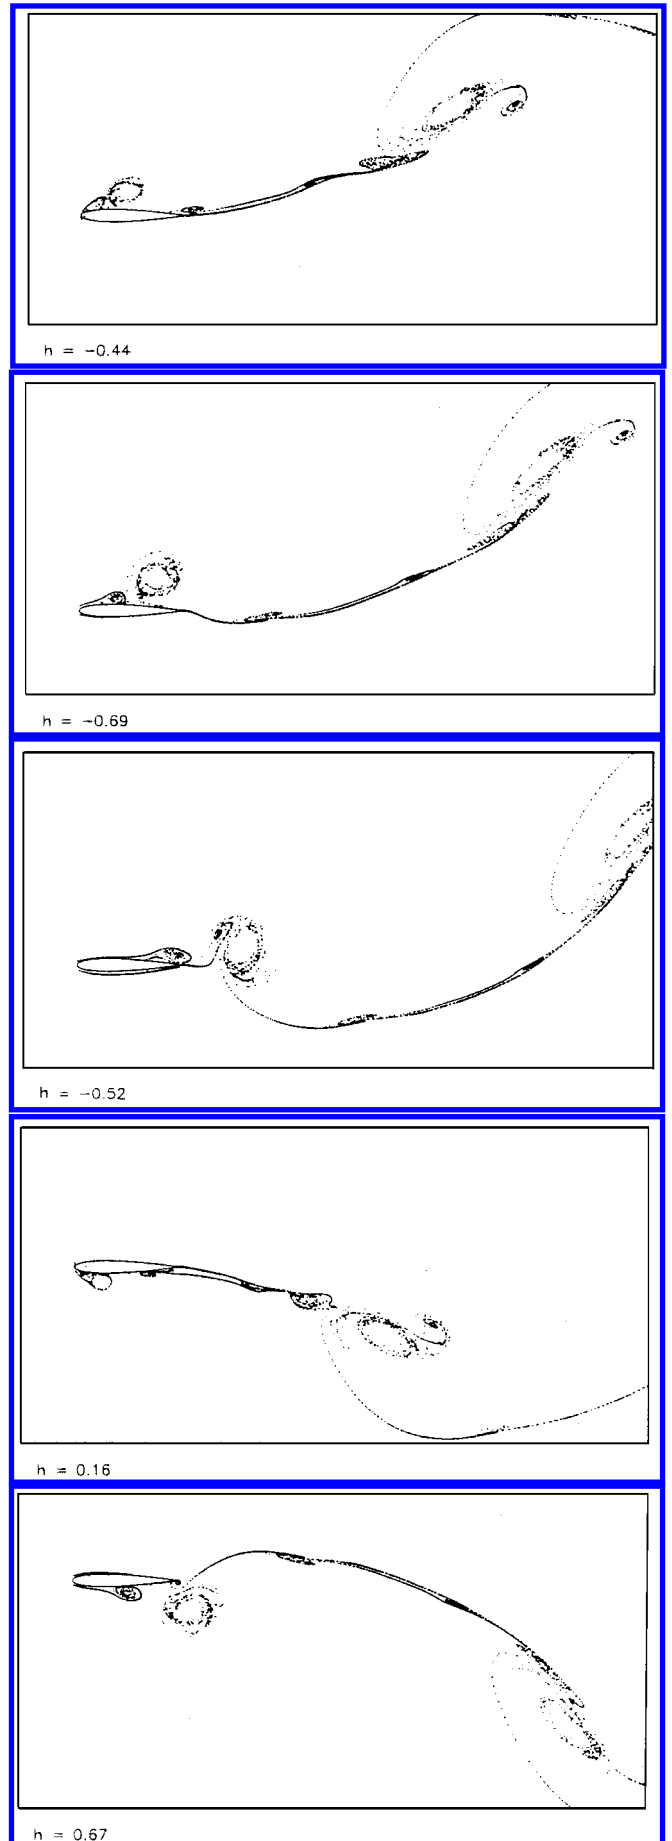 h = -0.44
h = -0.69
h = -0.52
h = 0.16
h = 0.67